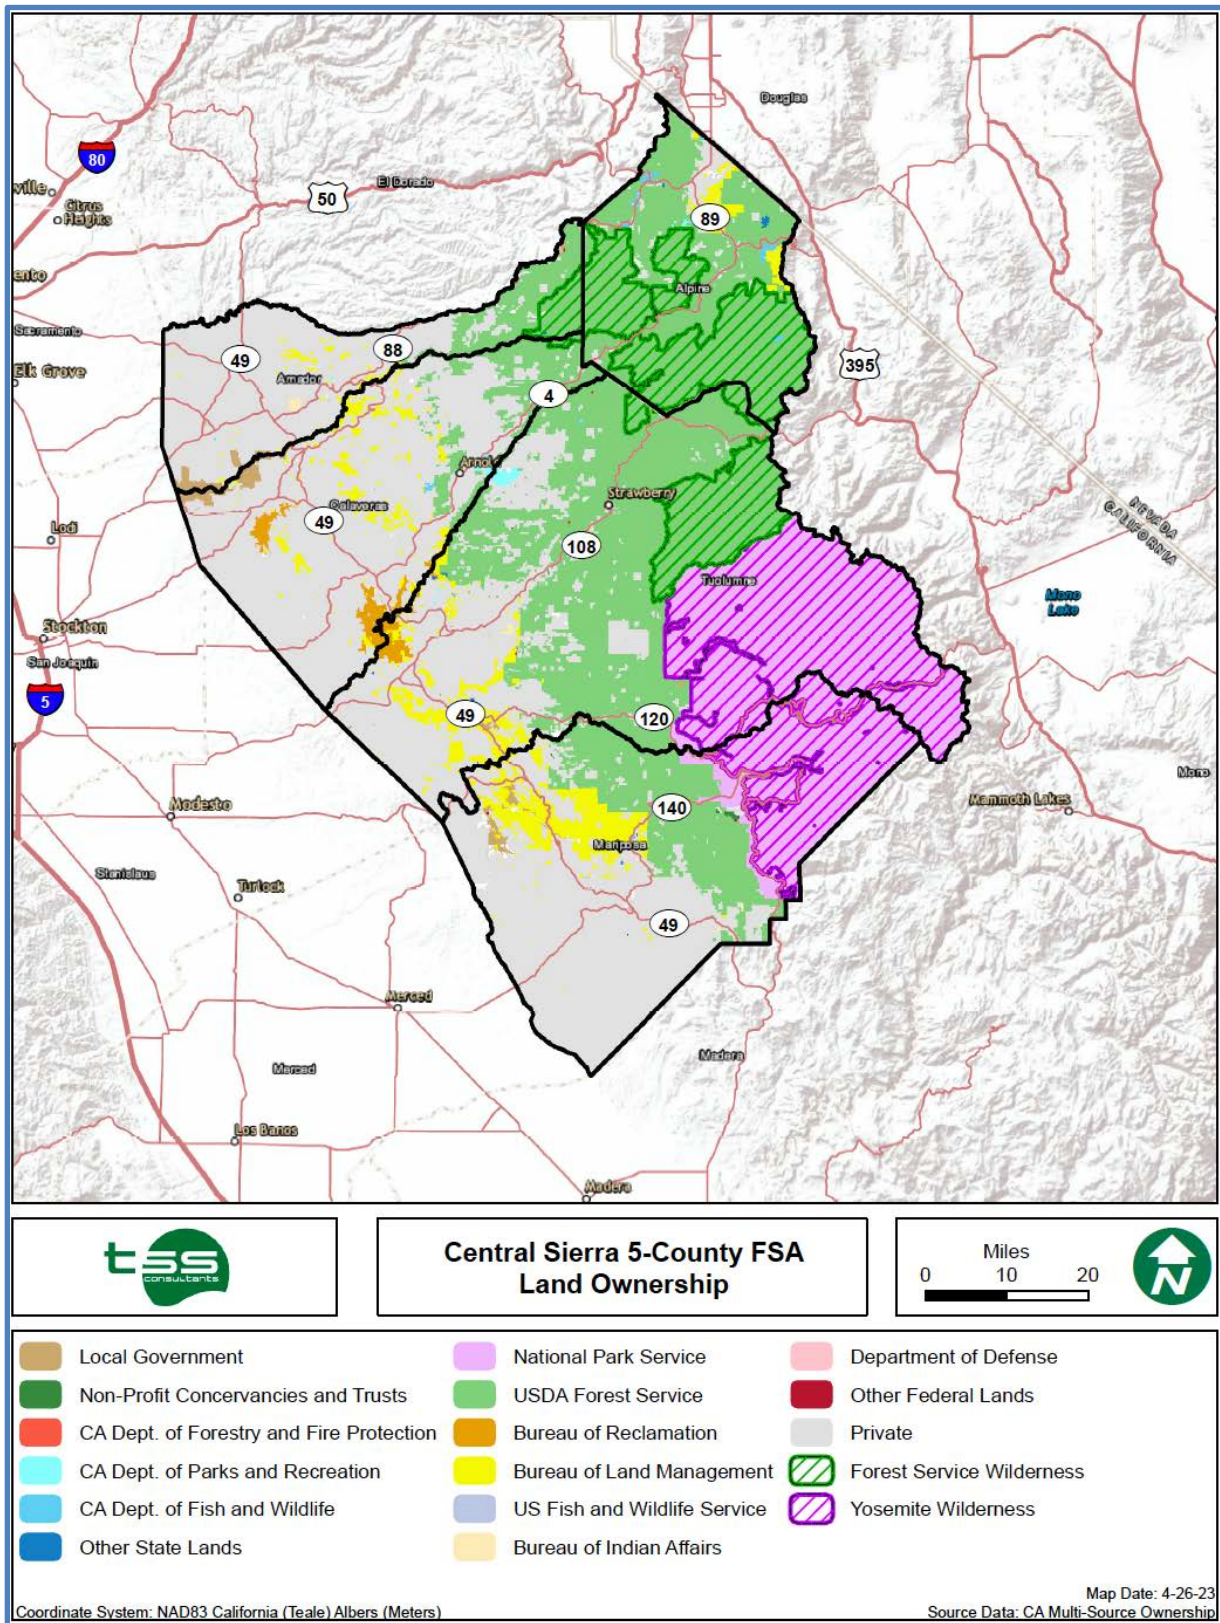 Douglas
80
ville
Citrus
Heights
50
El Dorado
89
ento
Alpine
Sacramento
Elk Grove
49
88
395
Amador
4
Arnold
Strawberry
NEVADA
CALIFORNIA
Calaveras
49
Lodi
108
Tuolumne
Mono
Lake
Stockton
San Joaquin
5
49
120
Mono
Modesto
140
Mammoth Lakes
Mariposa
Stanislaus
Turlock
49
Merced
Madera
Merced
Los Banos
Madera
tss
consultants
Central Sierra 5-County FSA
Land Ownership
Miles
0 10 20
N
Local Government
Non-Profit Concervancies and Trusts
CA Dept. of Forestry and Fire Protection
CA Dept. of Parks and Recreation
CA Dept. of Fish and Wildlife
Other State Lands
National Park Service
USDA Forest Service
Bureau of Reclamation
Bureau of Land Management
US Fish and Wildlife Service
Bureau of Indian Affairs
Department of Defense
Other Federal Lands
Private
Forest Service Wilderness
Yosemite Wilderness
Map Date: 4-26-23
Coordinate System: NAD83 California (Teale) Albers (Meters)
Source Data: CA Multi-Source Ownership